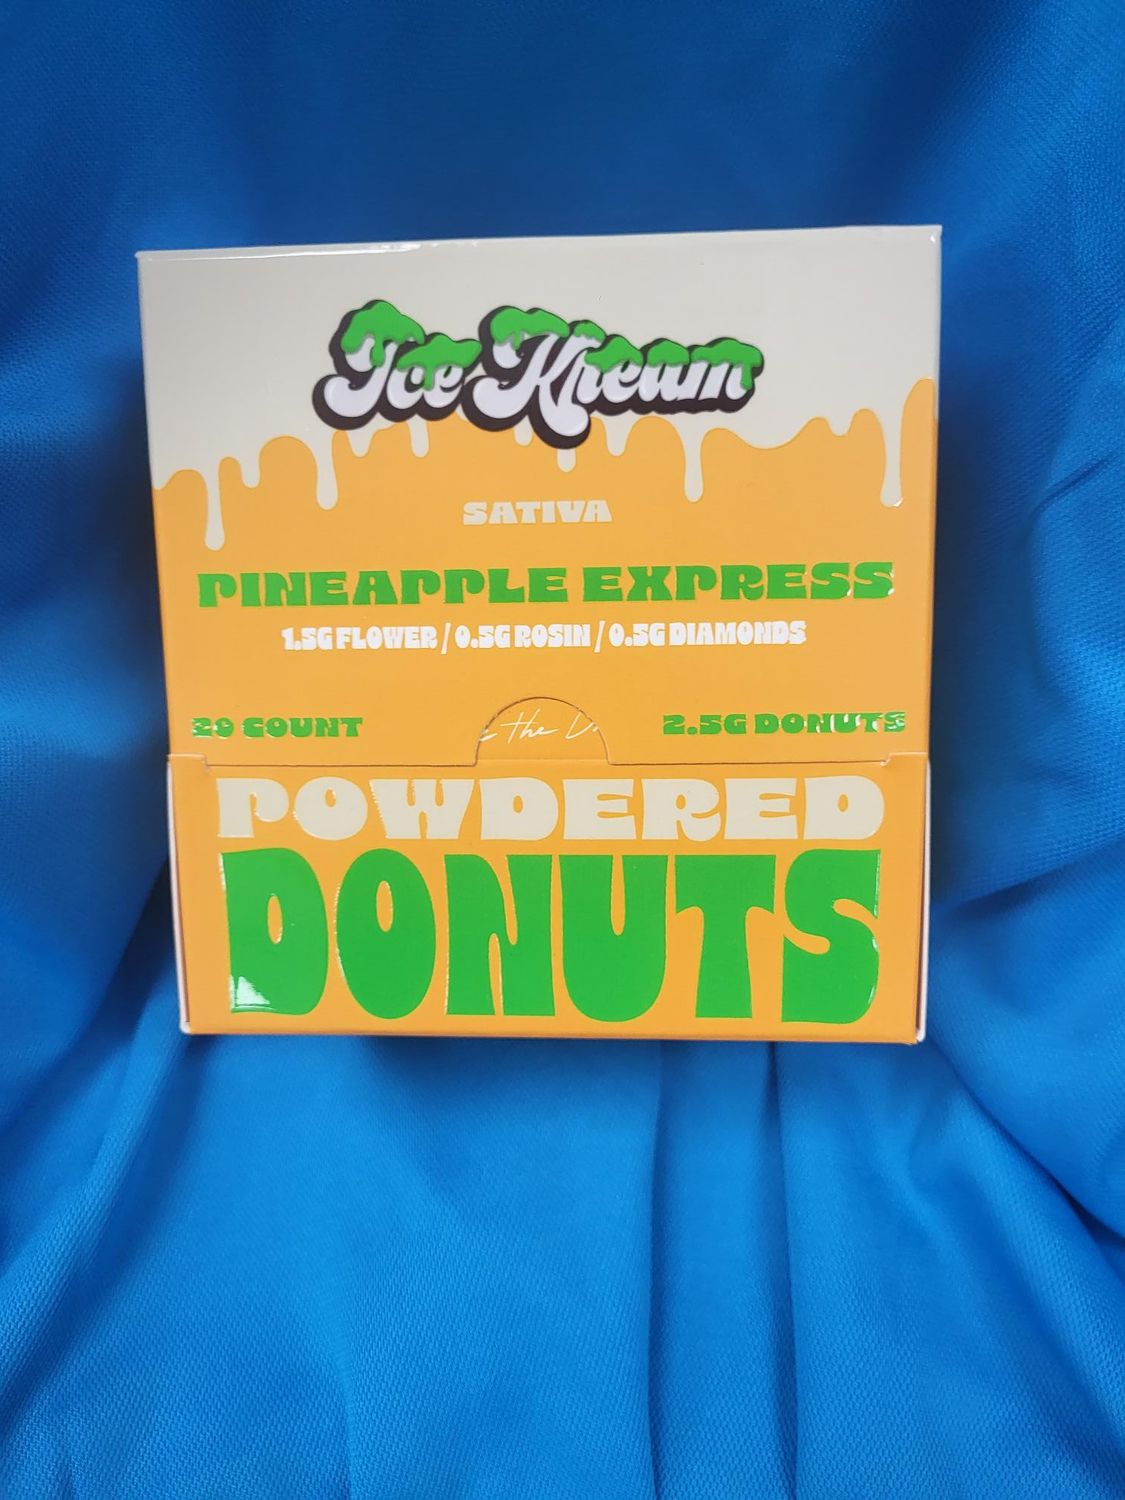 Ice Kream
SATIVA
PINEAPPLE EXPRESS
1.5G FLOWER / 0.5G ROSIN / 0.5G DIAMONDS
20 COUNT
the
2.5G DONUTS
POWDERED
DONUTS